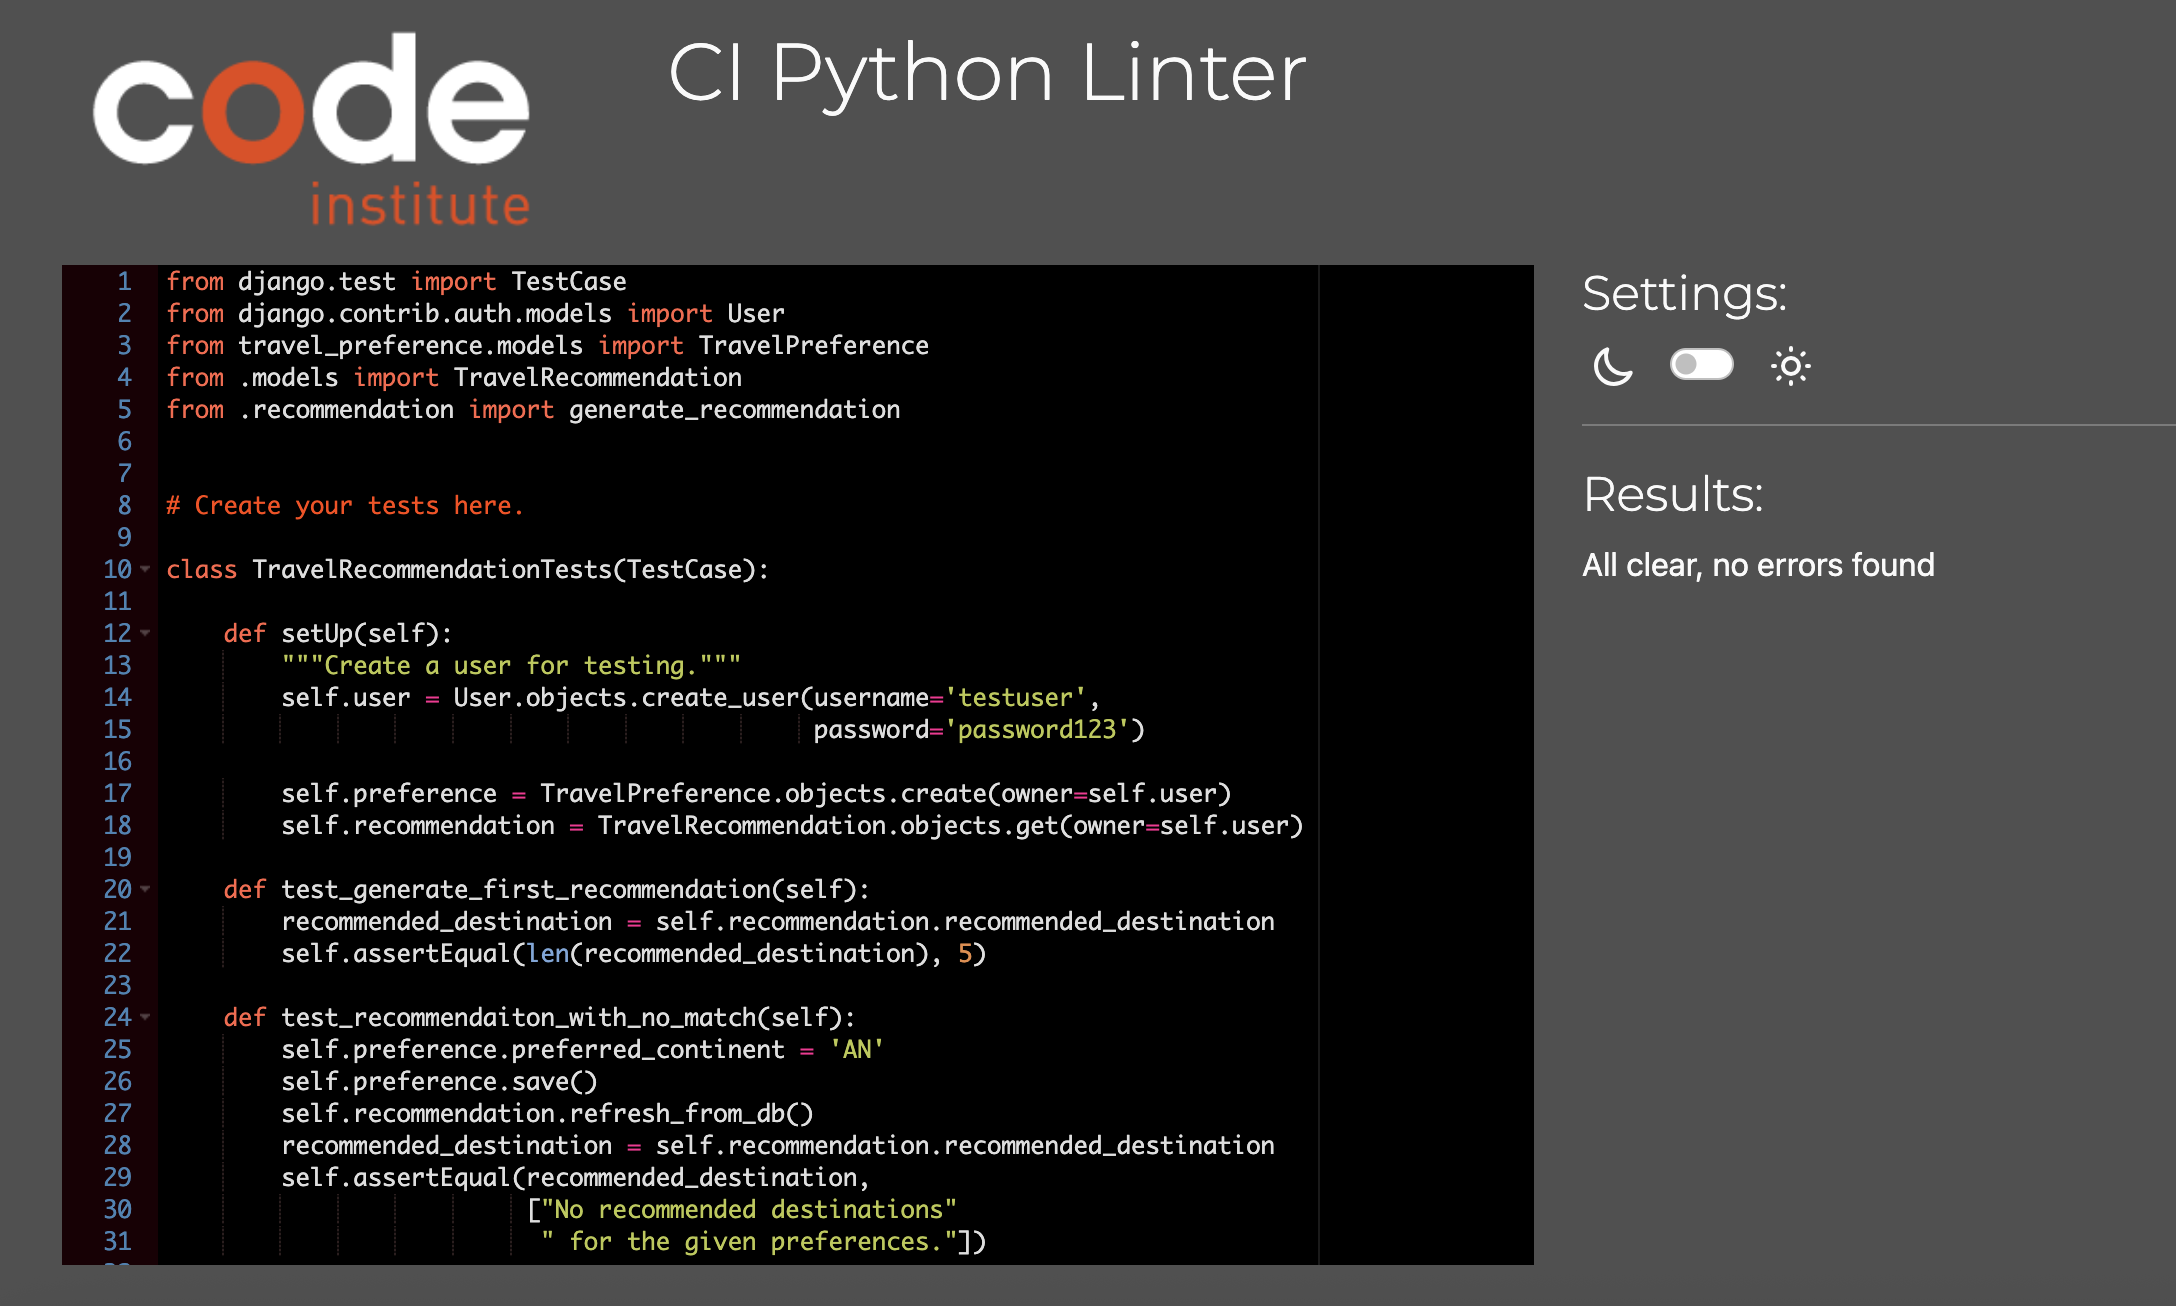 code
institute
CI Python Linter
1 from django.test import TestCase
2 from django.contrib.auth.models import User
3 from travel_preference.models import TravelPreference
4 from .models import TravelRecommendation
5 from .recommendation import generate_recommendation
6
7
8 # Create your tests here.
9
10 class TravelRecommendationTests(TestCase):
11
12     def setUp(self):
13         """Create a user for testing."""
14         self.user = User.objects.create_user(username='testuser',
15                                              password='password123')
16
17         self.preference = TravelPreference.objects.create(owner=self.user)
18         self.recommendation = TravelRecommendation.objects.get(owner=self.user)
19
20     def test_generate_first_recommendation(self):
21         recommended_destination = self.recommendation.recommended_destination
22         self.assertEqual(len(recommended_destination), 5)
23
24     def test_recommendaiton_with_no_match(self):
25         self.preference.preferred_continent = 'AN'
26         self.preference.save()
27         self.recommendation.refresh_from_db()
28         recommended_destination = self.recommendation.recommended_destination
29         self.assertEqual(recommended_destination,
30                          ["No recommended destinations"
31                           " for the given preferences."])
Settings:
Results:
All clear, no errors found